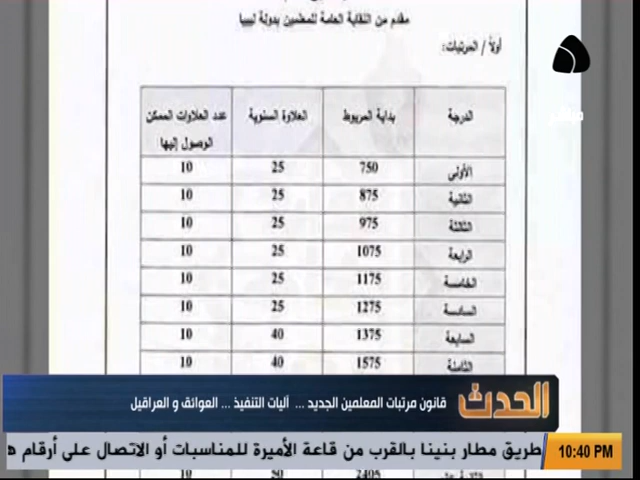 مقدم من النقابة العامة للمعلمين بدولة ليبيا
أولاً / المرتبات:
الدرجة بداية المربوط العلاوة السنوية عدد العلاوات الممكن الوصول إليها
الأولى 750 25 10
الثانية 875 25 10
الثالثة 975 25 10
الرابعة 1075 25 10
الخامسة 1175 25 10
السادسة 1275 25 10
السابعة 1375 40 10
الثامنة 1575 40 10
الحدث
قانون مرتبات المعلمين الجديد ... آليات التنفيذ ... العوائق و العراقيل
10:40 PM
طريق مطار بنينا بالقرب من قاعة الأميرة للمناسبات أو الاتصال على أرقام
2405